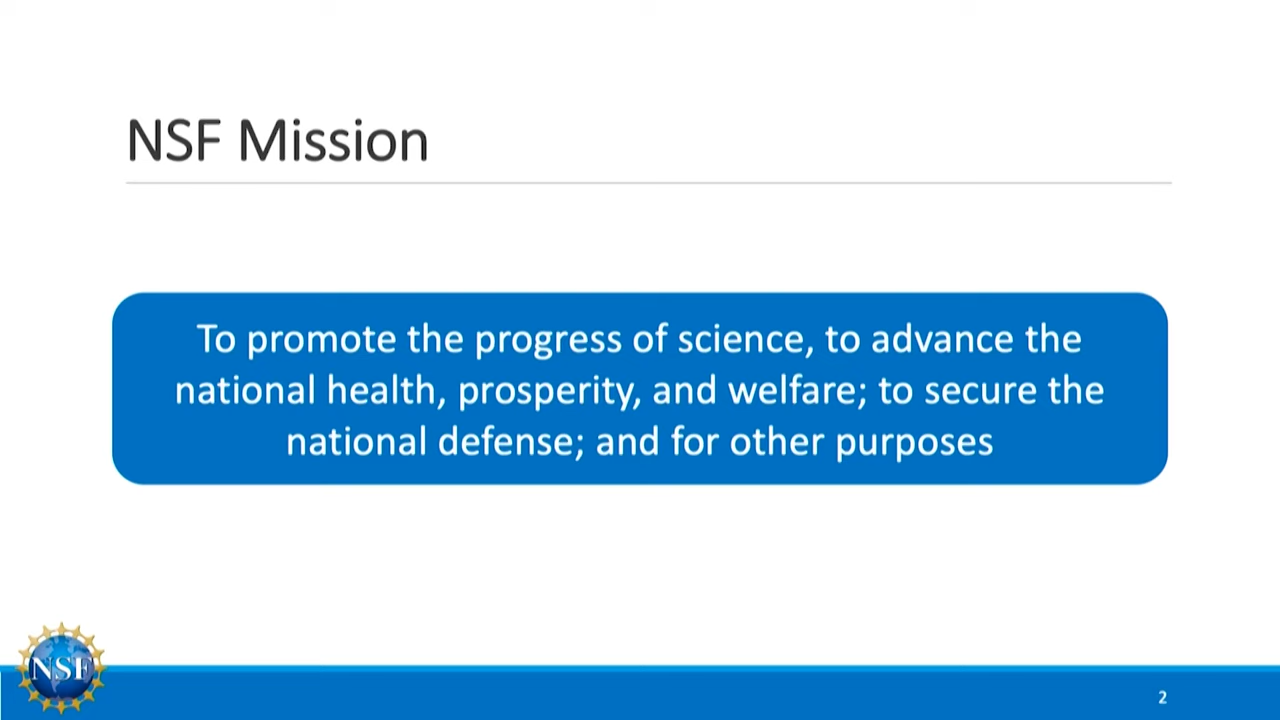 NSF Mission
To promote the progress of science, to advance the
national health, prosperity, and welfare; to secure the
national defense; and for other purposes
NSF
2